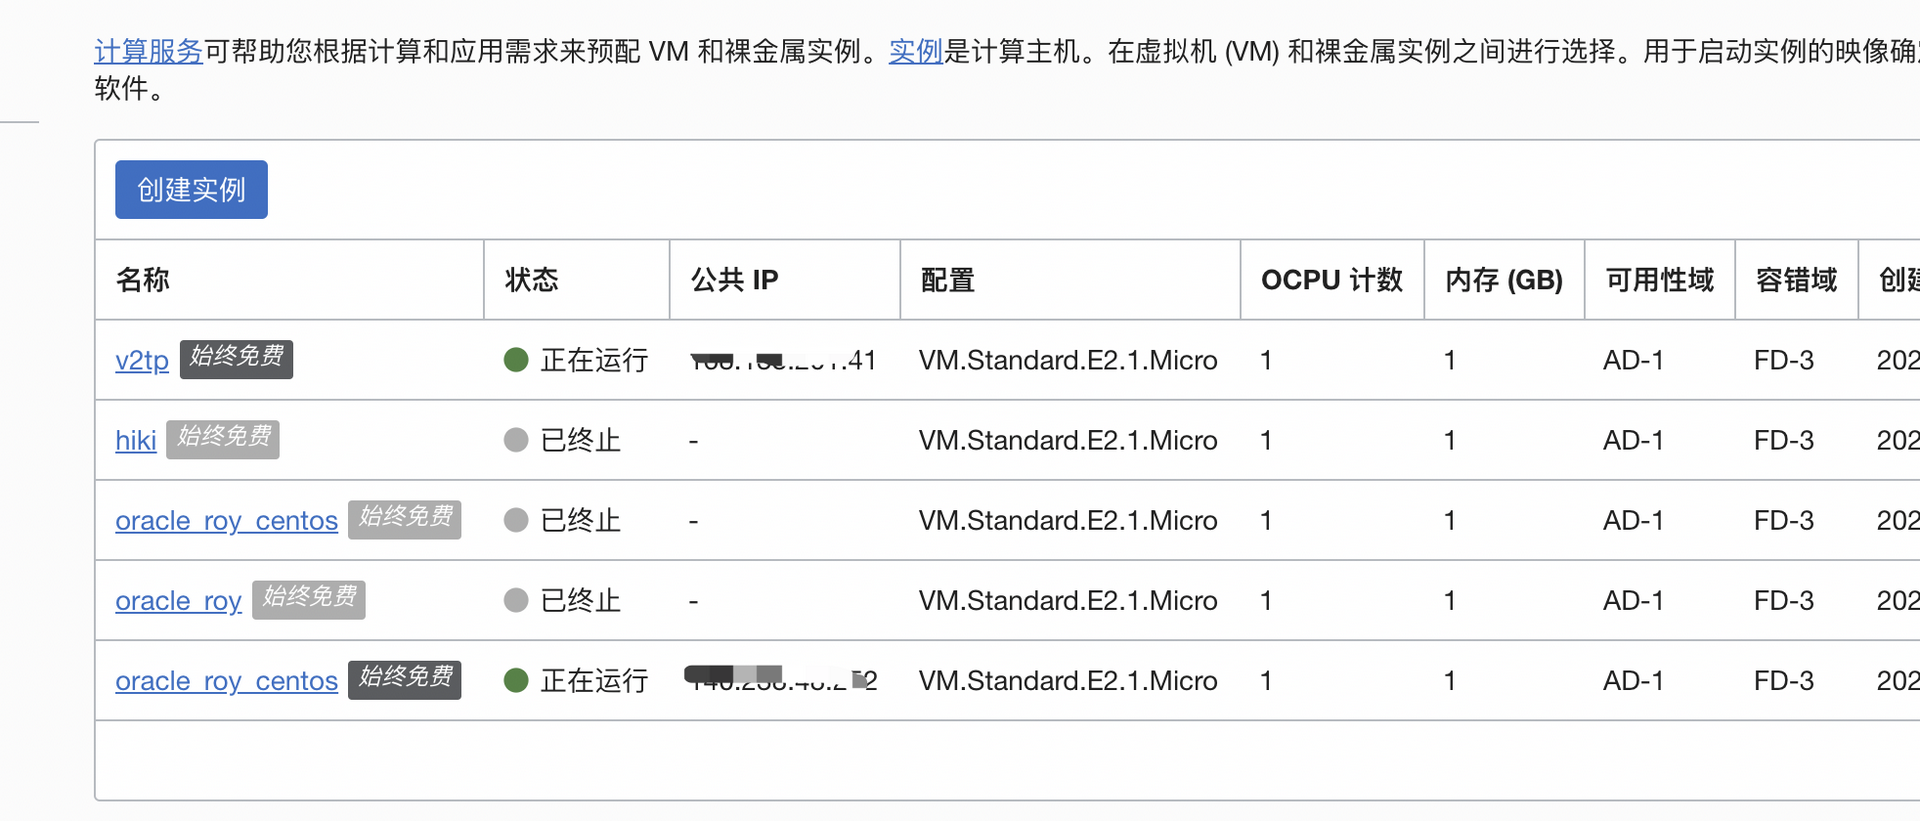 计算服务可帮助您根据计算和应用需求来预配 VM 和裸金属实例。实例是计算主机。在虚拟机 (VM) 和裸金属实例之间进行选择。用于启动实例的映像确
软件。
创建实例
名称 状态 公共 IP 配置 OCPU 计数 内存 (GB) 可用性域 容错域 创建
v2tp 始终免费 正在运行 .41 VM.Standard.E2.1.Micro 1 1 AD-1 FD-3 202
hiki 始终免费 已终止 - VM.Standard.E2.1.Micro 1 1 AD-1 FD-3 202
oracle_roy_centos 始终免费 已终止 - VM.Standard.E2.1.Micro 1 1 AD-1 FD-3 202
oracle_roy 始终免费 已终止 - VM.Standard.E2.1.Micro 1 1 AD-1 FD-3 202
oracle_roy_centos 始终免费 正在运行 VM.Standard.E2.1.Micro 1 1 AD-1 FD-3 202